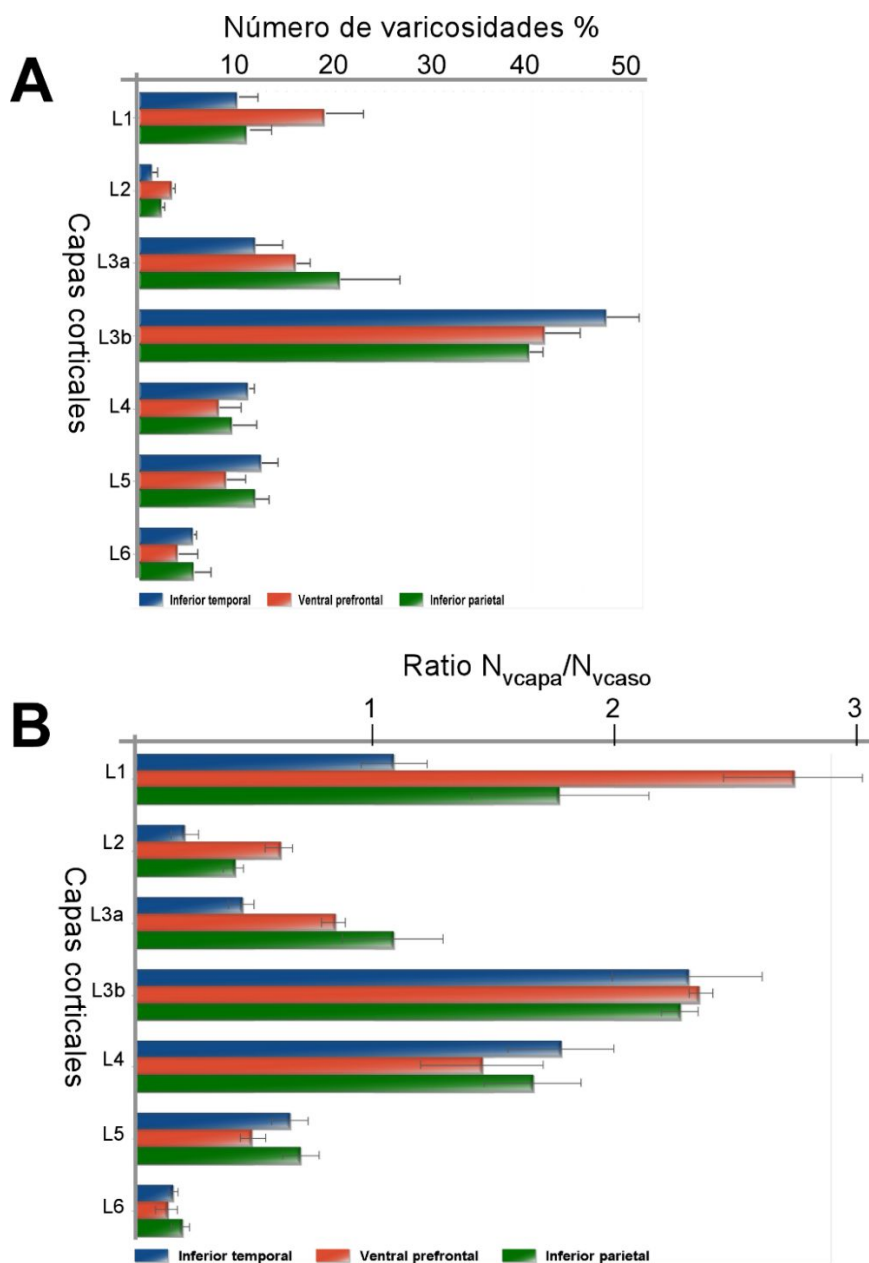 Número de varicosidades %
10 20 30 40 50
A
L1
L2
L3a
L3b
L4
L5
L6
Capas corticales
Inferior temporal Ventral prefrontal Inferior parietal
Ratio Nvcapa/Nvcaso
1 2 3
B
L1
L2
L3a
L3b
L4
L5
L6
Capas corticales
Inferior temporal Ventral prefrontal Inferior parietal